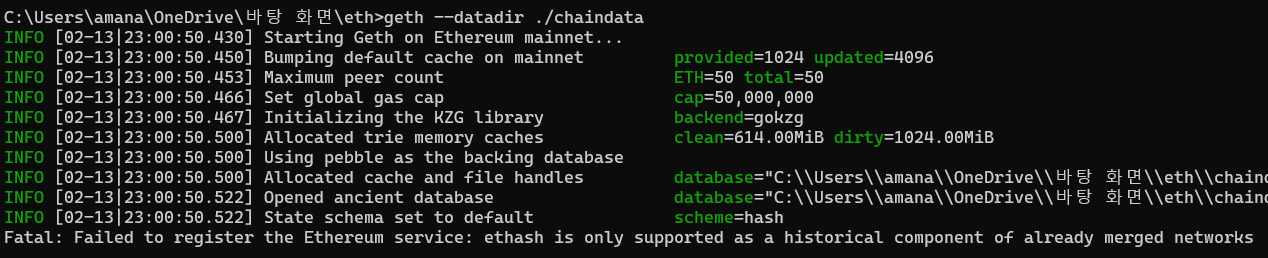 C:\Users\amana\OneDrive\바탕 화면\eth>geth --datadir ./chaindata
INFO [02-13|23:00:50.430] Starting Geth on Ethereum mainnet...
INFO [02-13|23:00:50.450] Bumping default cache on mainnet provided=1024 updated=4096
INFO [02-13|23:00:50.453] Maximum peer count ETH=50 total=50
INFO [02-13|23:00:50.466] Set global gas cap cap=50,000,000
INFO [02-13|23:00:50.467] Initializing the KZG library backend=gokzg
INFO [02-13|23:00:50.500] Allocated trie memory caches clean=614.00MiB dirty=1024.00MiB
INFO [02-13|23:00:50.500] Using pebble as the backing database
INFO [02-13|23:00:50.500] Allocated cache and file handles database="C:\\Users\\amana\\OneDrive\\바탕 화면\\eth\\chaind
INFO [02-13|23:00:50.522] Opened ancient database database="C:\\Users\\amana\\OneDrive\\바탕 화면\\eth\\chaind
INFO [02-13|23:00:50.522] State schema set to default scheme=hash
Fatal: Failed to register the Ethereum service: ethash is only supported as a historical component of already merged networks